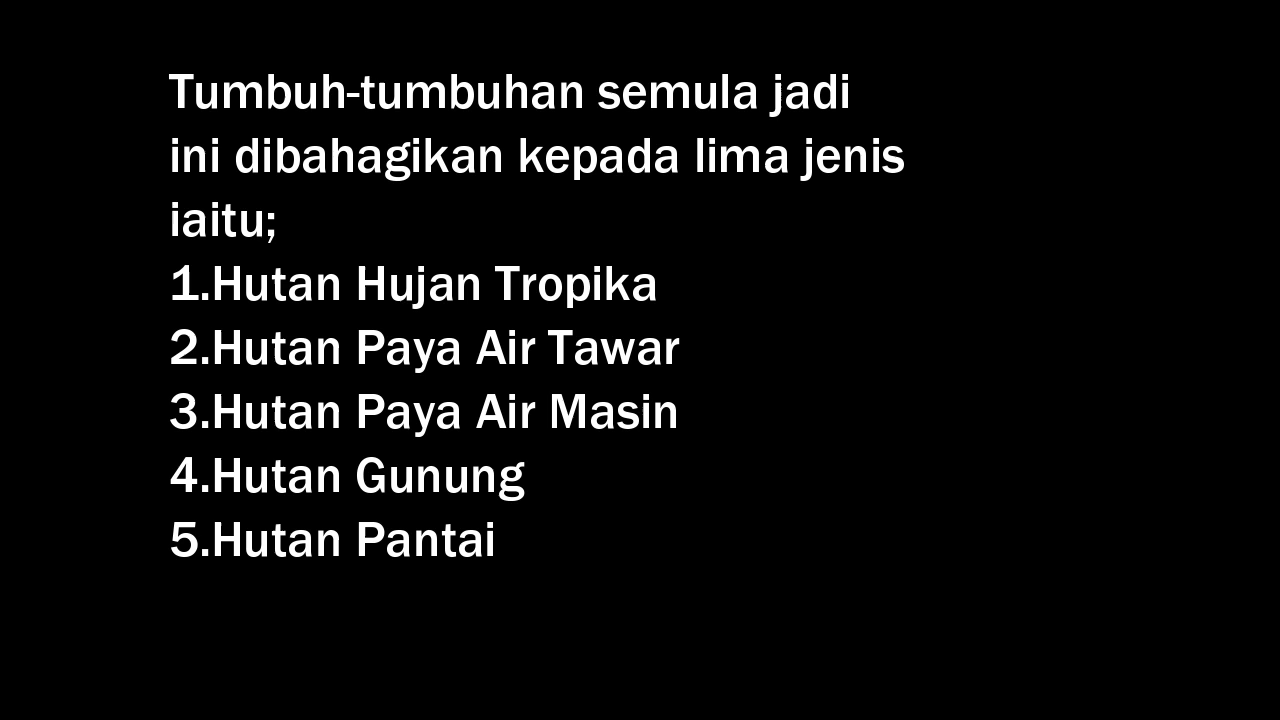 Tumbuh-tumbuhan semula jadi
ini dibahagikan kepada lima jenis
iaitu;
1.Hutan Hujan Tropika
2.Hutan Paya Air Tawar
3.Hutan Paya Air Masin
4.Hutan Gunung
5.Hutan Pantai